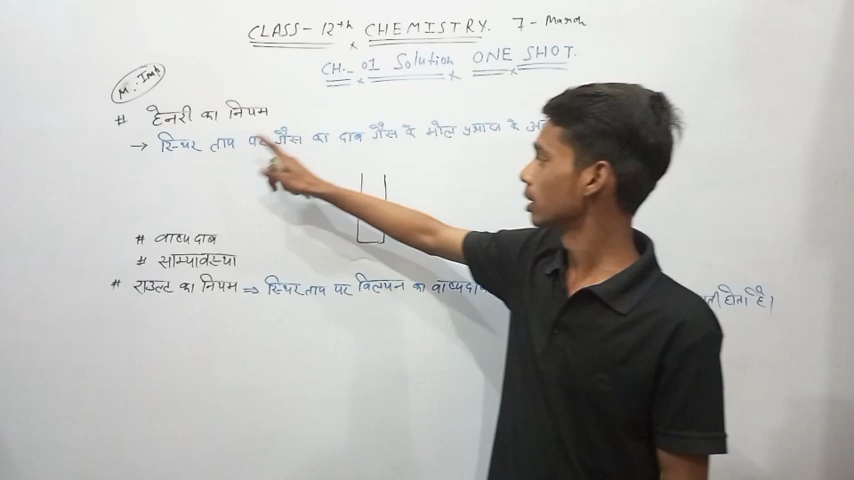 CLASS - 12th CHEMISTRY. 7 - March
CH. 01 Solution ONE SHOT.
M. Imp
# हेनरी का नियम
→ स्थिर ताप पर गैस का दाब गैस के मोल प्रभाज के
# वाष्प दाब
# साम्यावस्था
# राउल्ट का नियम ⇒ स्थिर ताप पर विलयन का वाष्प दाब होता है।